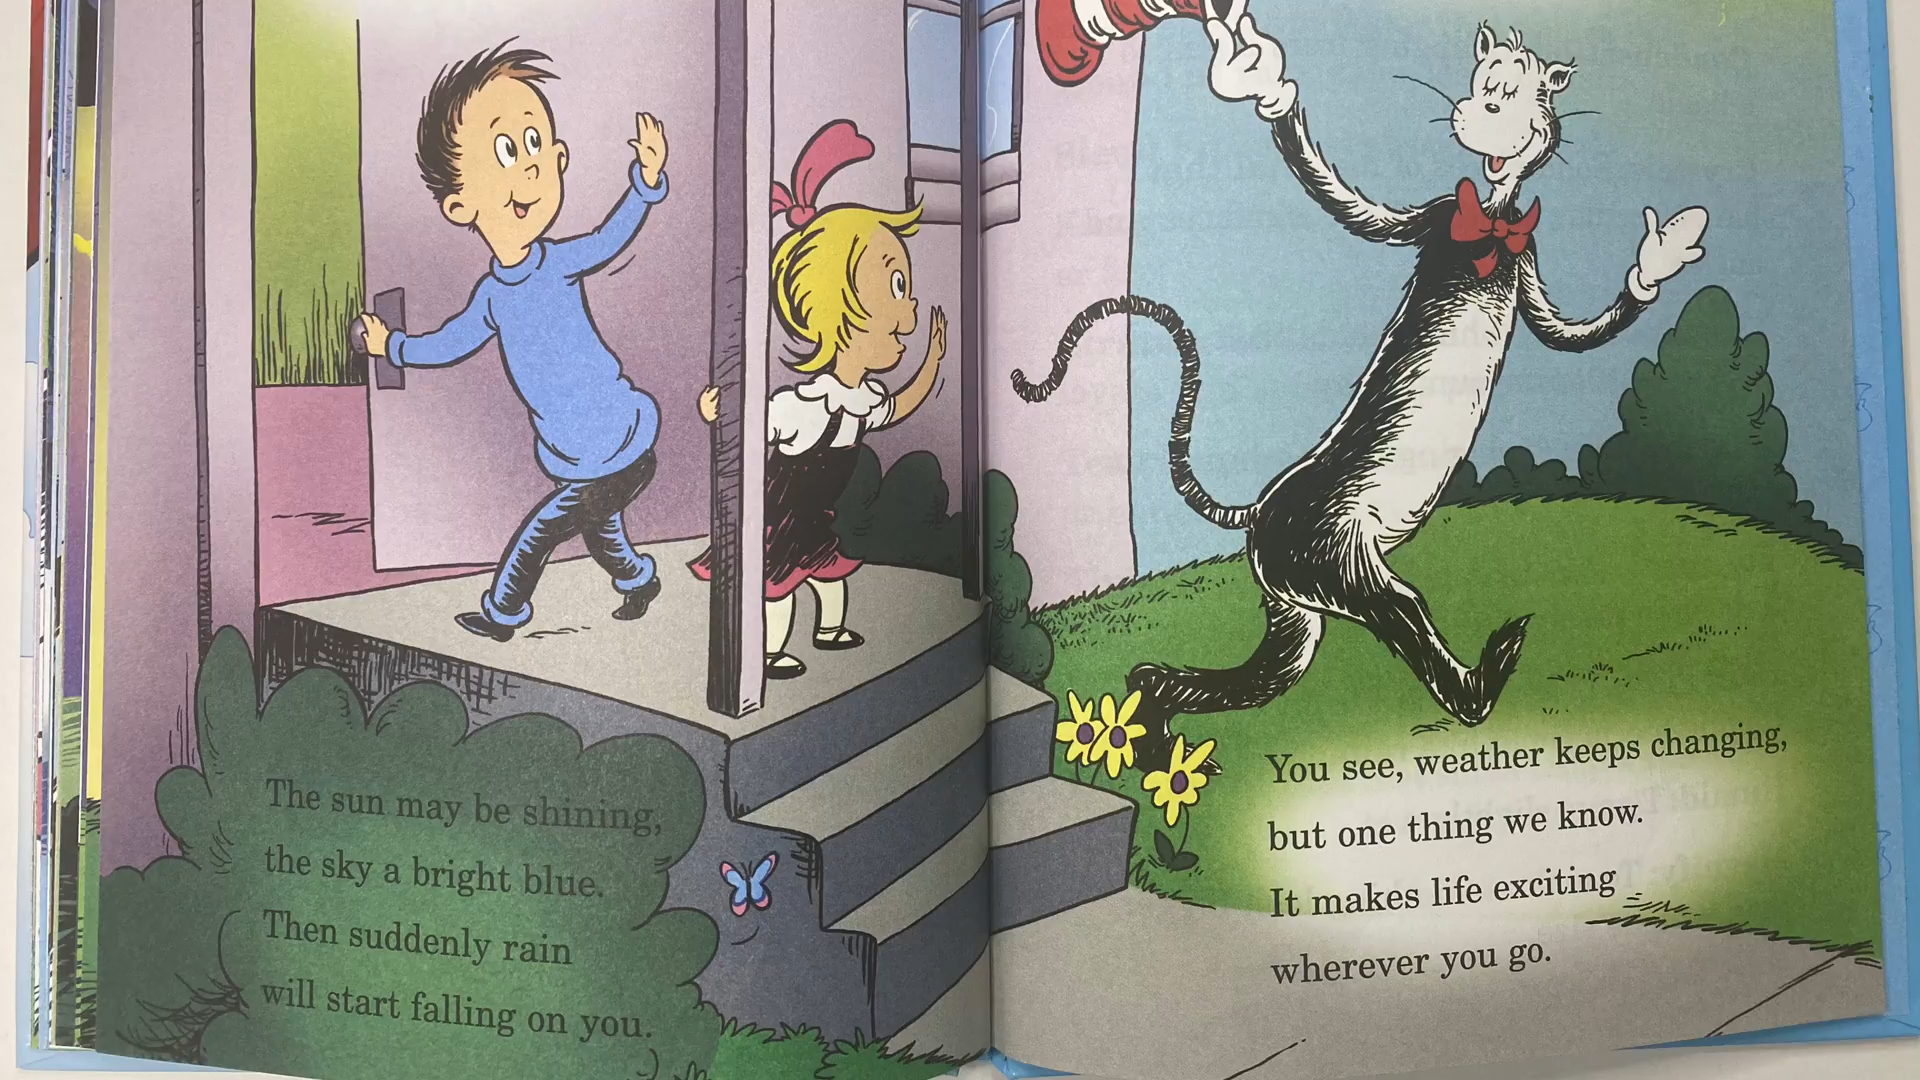 The sun may be shining,
the sky a bright blue.
Then suddenly rain
will start falling on you.
You see, weather keeps changing,
but one thing we know.
It makes life exciting
wherever you go.